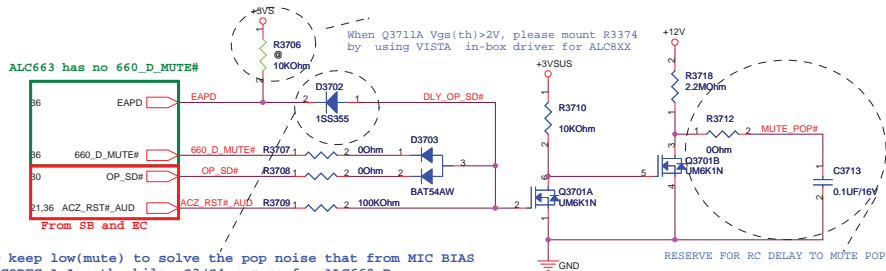 +3VS
When Q3711A Vgs(th)>2V, please mount R3374
by using VISTA in-box driver for ALC8XX
+12V
ALC663 has no 660_D_MUTE#
R3706
@
10KOhm
+3VSUS
R3718
2.2MOhm
D3702
36 EAPD EAPD 2 1 DLY_OP_SD#
1SS355
R3710
10KOhm
R3712
1 2 MUTE_POP#
0Ohm
D3703
36 660_D_MUTE# 660_D_MUTE# R3707 1 2 0Ohm 1
3
30 OP_SD# OP_SD# R3708 1 2 0Ohm 2
BAT54AW
Q3701B
UM6K1N
C3713
0.1UF/16V
Q3701A
UM6K1N
21,36 ACZ_RST#_AUD ACZ_RST#_AUD R3709 1 2 100KOhm
From SB and EC
keep low(mute) to solve the pop noise that from MIC BIAS
GND
RESERVE FOR RC DELAY TO MUTE POP